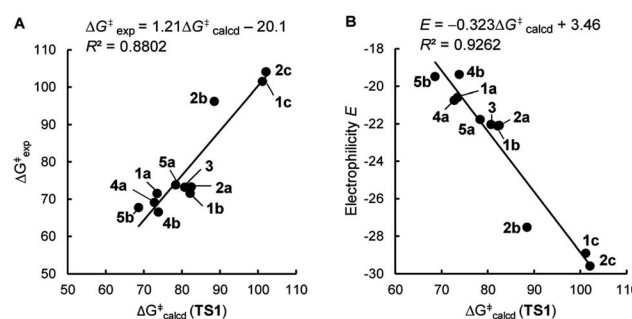 A
ΔG‡exp = 1.21ΔG‡calcd – 20.1
R² = 0.8802
110
100
90
80
70
60
50
ΔG‡exp
2c
2b
1c
5a
3
1a
4a
2a
1b
5b
4b
50 60 70 80 90 100 110
ΔG‡calcd (TS1)
B
E = –0.323ΔG‡calcd + 3.46
R² = 0.9262
-16
-18
-20
-22
-24
-26
-28
-30
Electrophilicity E
4b
5b
1a
4a
3
2a
5a
1b
2b
1c
2c
60 70 80 90 100 110
ΔG‡calcd (TS1)